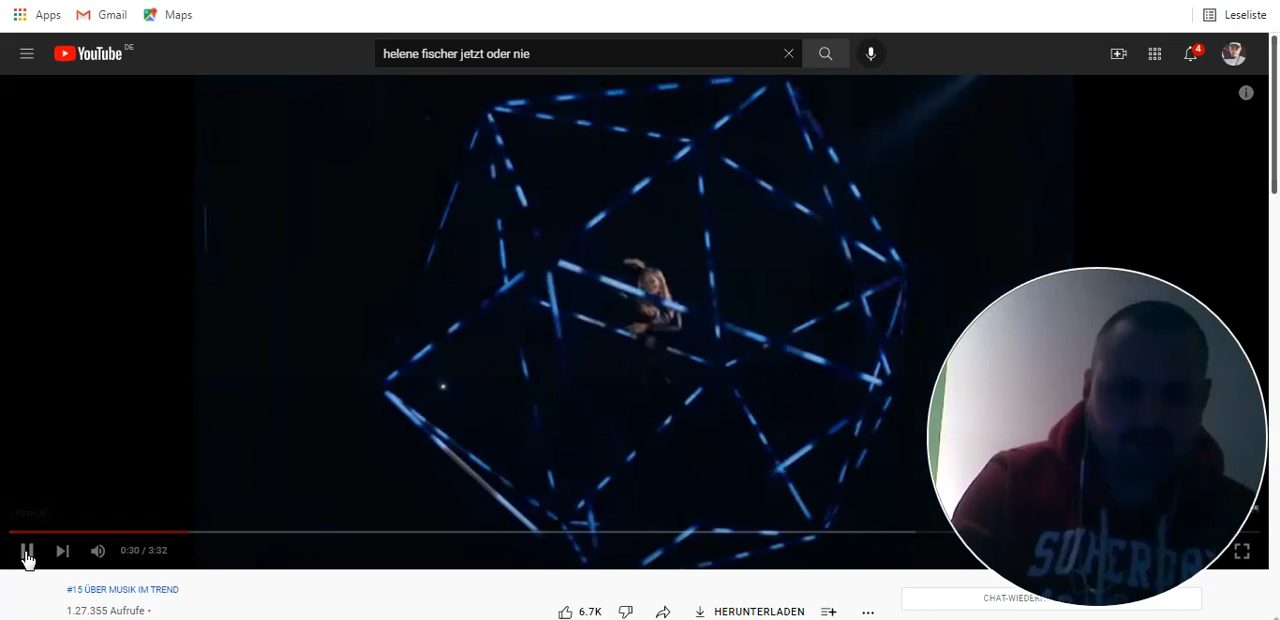 Apps Gmail Maps Leseliste
YouTube DE helene fischer jetzt oder nie 4
0:30 / 3:32
#15 ÜBER MUSIK IM TREND
1.27.355 Aufrufe •
6.7K HERUNTERLADEN